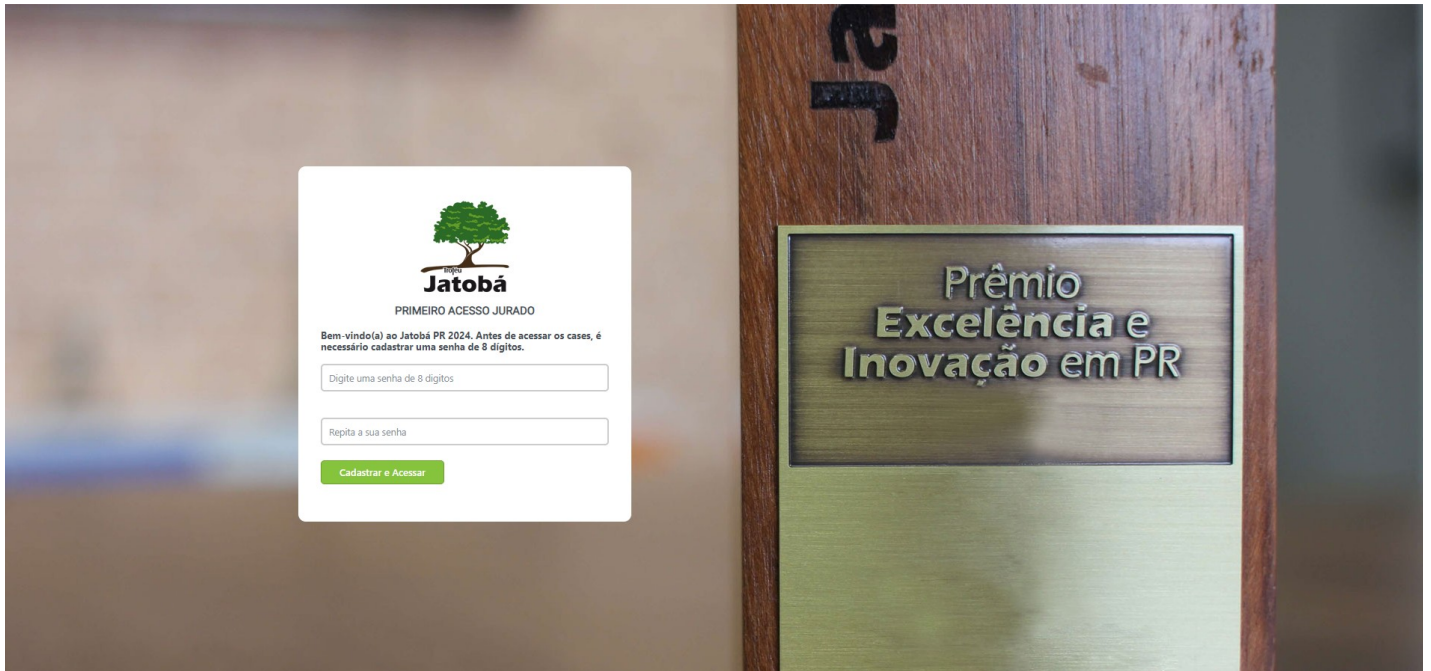 Troféu
Jatobá
PRIMEIRO ACESSO JURADO
Bem-vindo(a) ao Jatobá PR 2024. Antes de acessar os cases, é
necessário cadastrar uma senha de 8 dígitos.
Digite uma senha de 8 digitos
Repita a sua senha
Cadastrar e Acessar
Ja
Prêmio
Excelência e
Inovação em PR